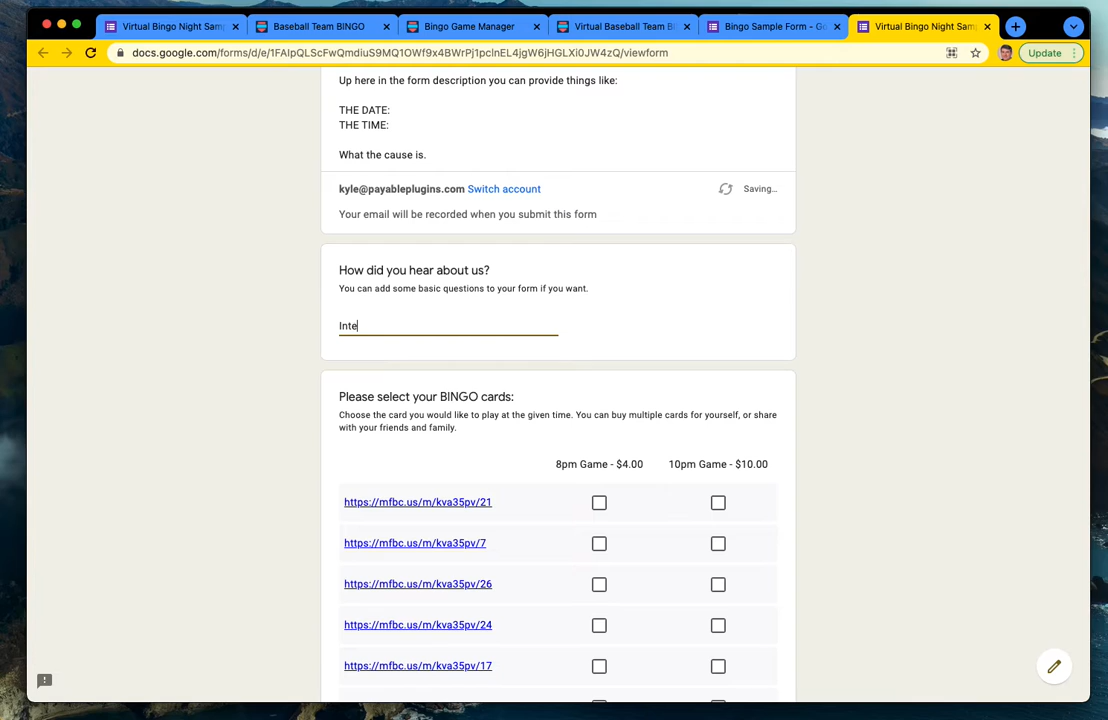 Virtual Bingo Night Sam
Baseball Team BINGO
Bingo Game Manager
Virtual Baseball Team Bi
Bingo Sample Form - Go
Virtual Bingo Night Sam
docs.google.com/forms/d/e/1FAIpQLScFwQmdiuS9MQ1OWf9x4BWrPj1pclnEL4jgW6jHGLXi0JW4zQ/viewform
Update
Up here in the form description you can provide things like:
THE DATE:
THE TIME:
What the cause is.
kyle@payableplugins.com Switch account
Saving...
Your email will be recorded when you submit this form
How did you hear about us?
You can add some basic questions to your form if you want.
Inte
Please select your BINGO cards:
Choose the card you would like to play at the given time. You can buy multiple cards for yourself, or share
with your friends and family.
8pm Game - $4.00 10pm Game - $10.00
https://mfbc.us/m/kva35pv/21
https://mfbc.us/m/kva35pv/7
https://mfbc.us/m/kva35pv/26
https://mfbc.us/m/kva35pv/24
https://mfbc.us/m/kva35pv/17